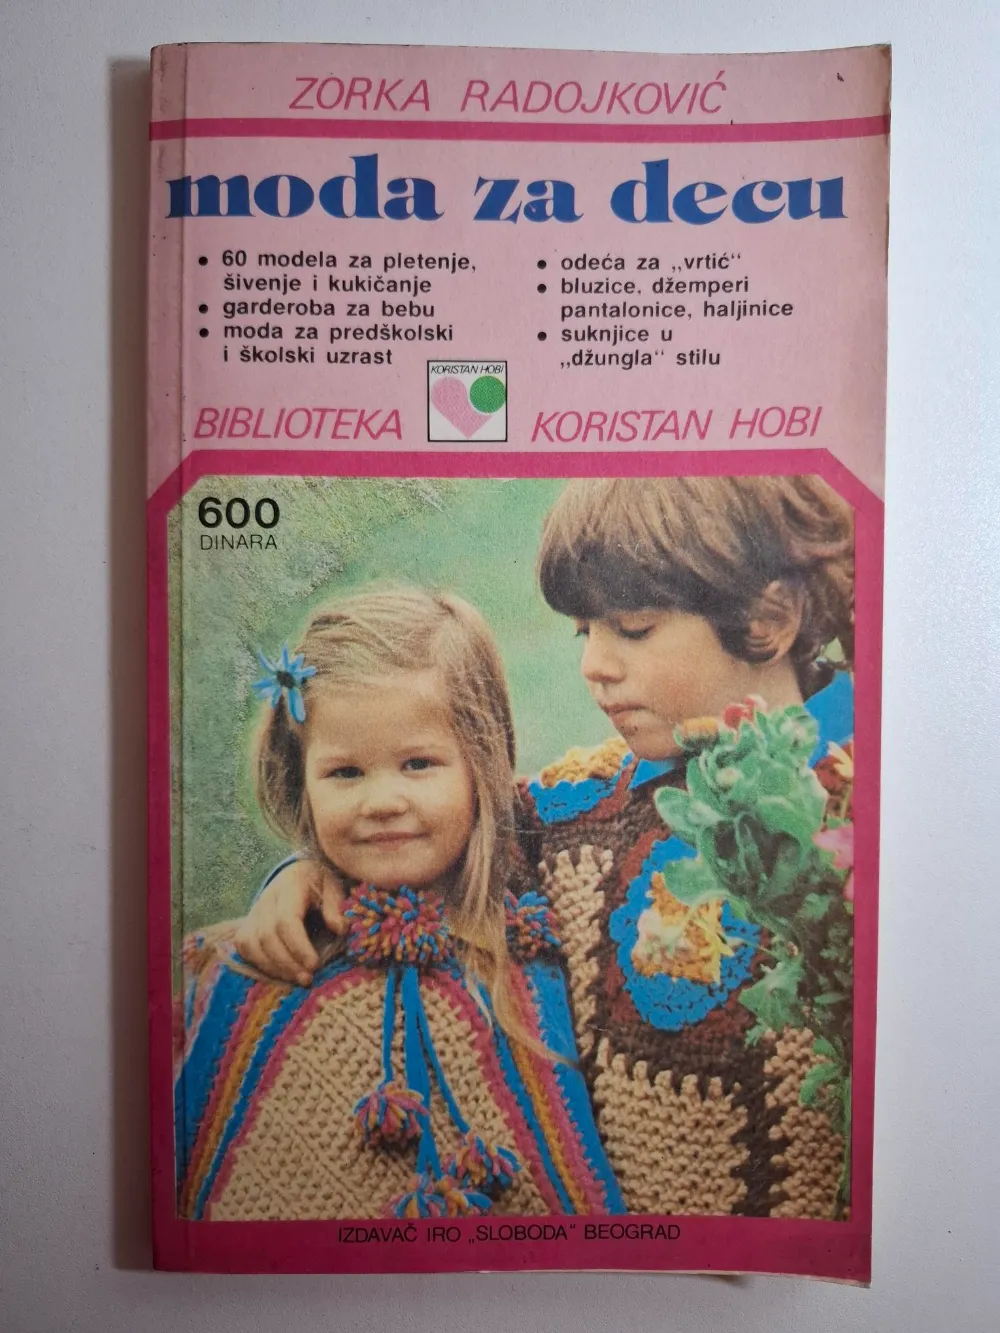 ZORKA RADOJKOVIĆ
moda za decu
• 60 modela za pletenje,
šivenje i kukičanje
• garderoba za bebu
• moda za predškolski
i školski uzrast
• odeća za „vrtić“
• bluzice, džemperi
pantalonice, haljinice
• suknjice u
„džungla“ stilu
KORISTAN HOBI
BIBLIOTEKA KORISTAN HOBI
600
DINARA
IZDAVAČ IRO „SLOBODA“ BEOGRAD